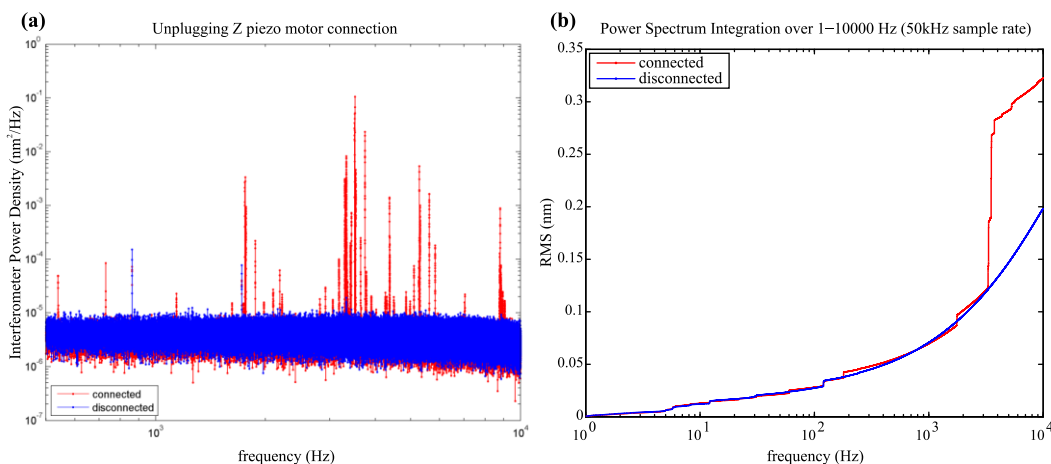 (a)
Unplugging Z piezo motor connection
10^0
10^-1
10^-2
10^-3
10^-4
10^-5
10^-6
10^-7
Interferometer Power Density (nm^2/Hz)
connected
disconnected
10^3
2
3
10^4
frequency (Hz)
(b)
Power Spectrum Integration over 1–10000 Hz (50kHz sample rate)
connected
disconnected
0.35
0.3
0.25
0.2
0.15
0.1
0.05
0
RMS (nm)
10^0
10^1
10^2
10^3
10^4
frequency (Hz)